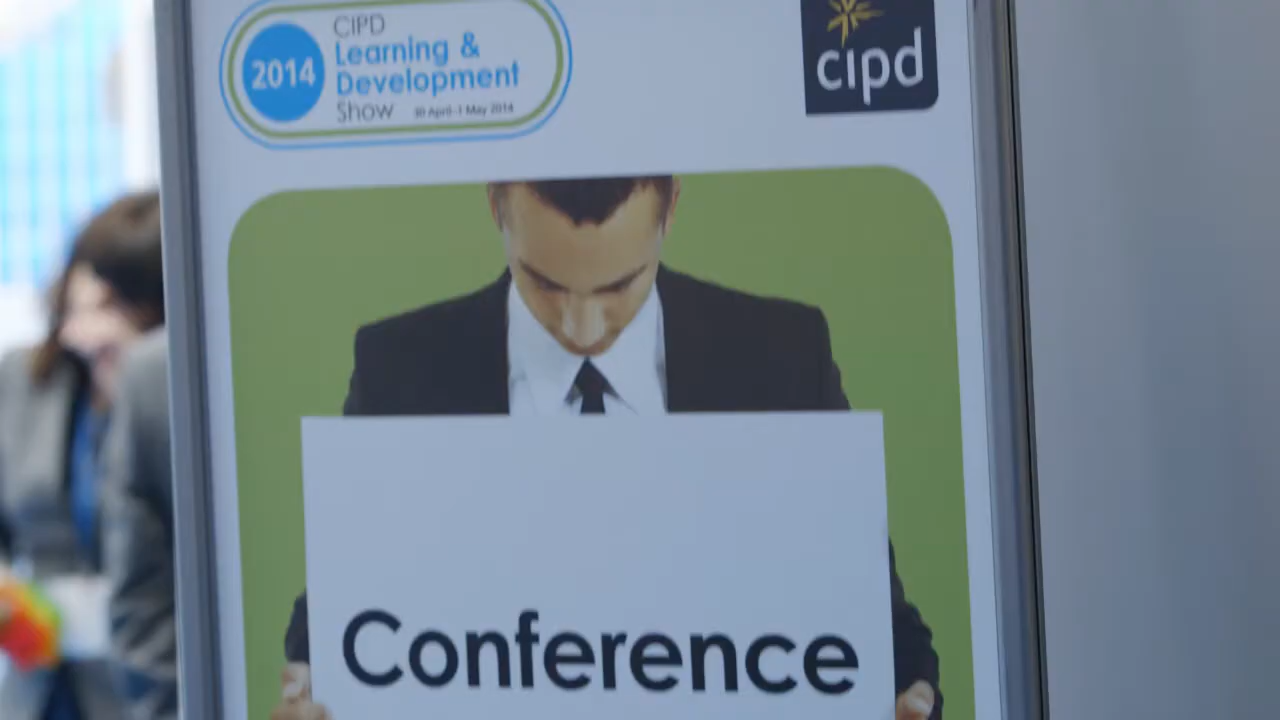 2014
CIPD
Learning &
Development
Show 30 April-1 May 2014
cipd
Conference